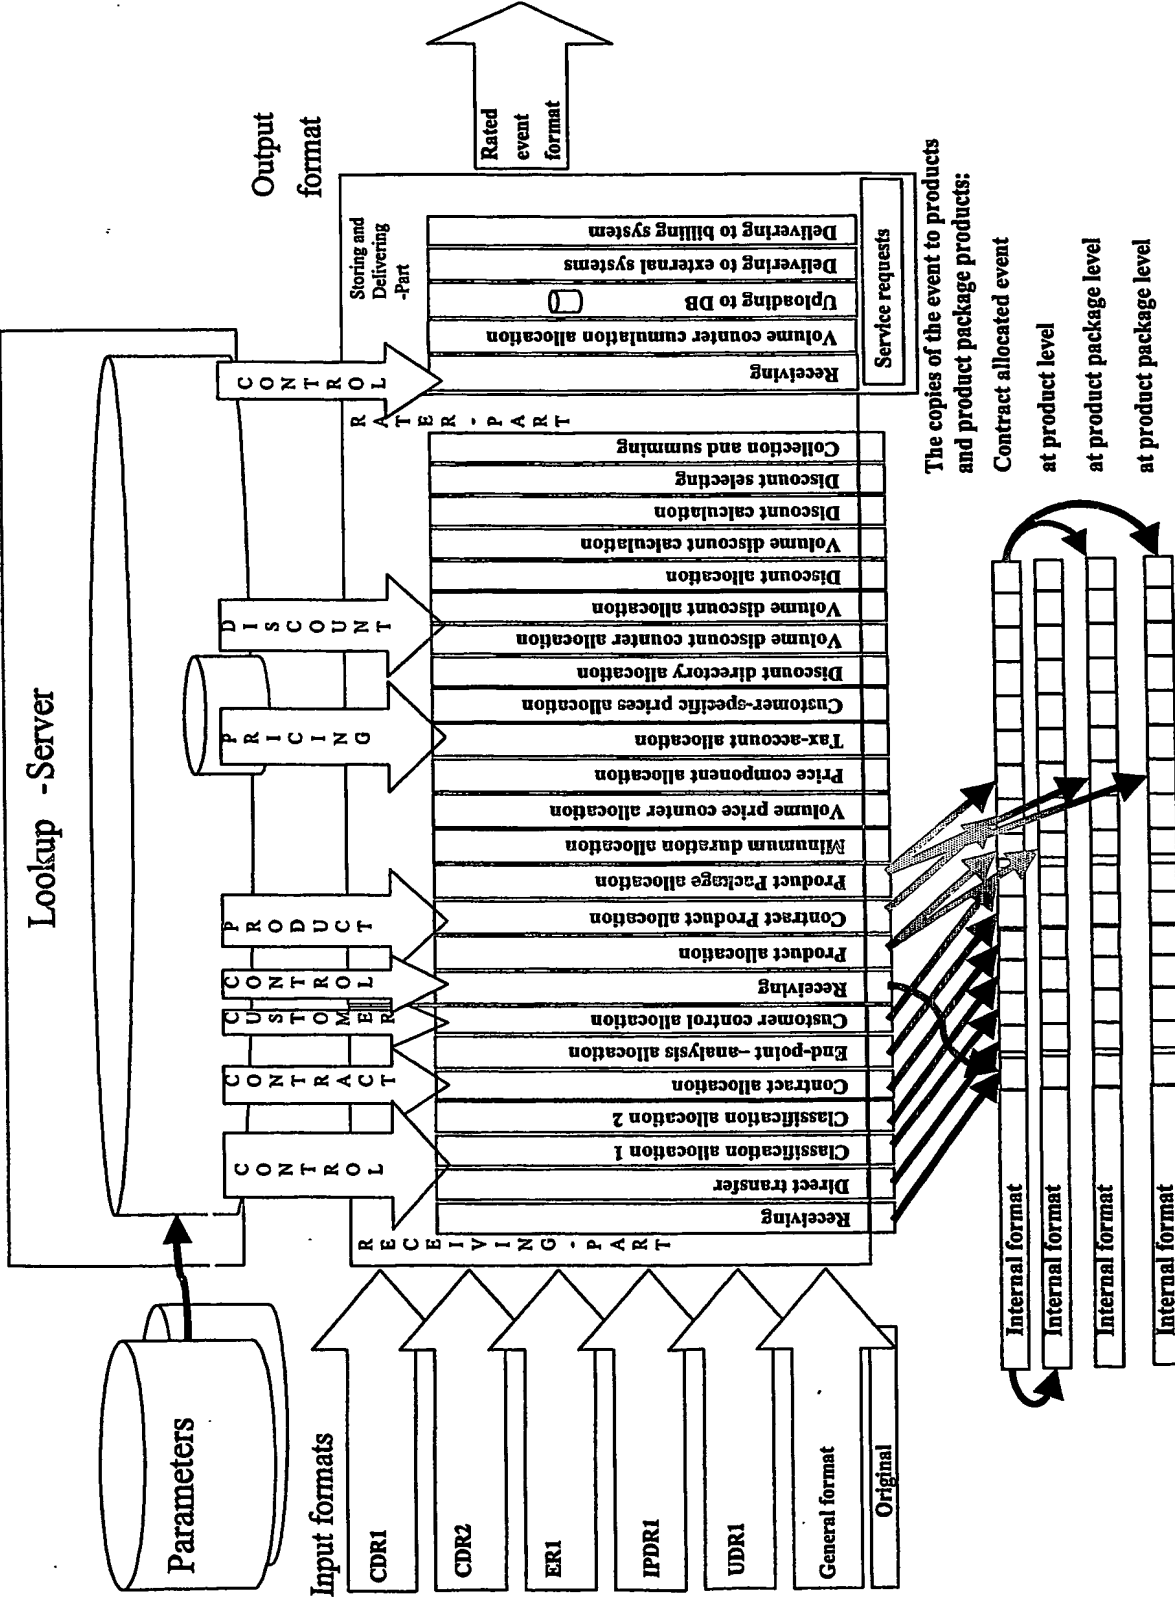 Lookup -Server
Parameters
Input formats
CDR1
CDR2
ER1
IPDR1
UDR1
General format
Original
CONTROL
CONTRACT
CUSTOMER
CONTROL
PRODUCT
PRICING
DISCOUNT
CONTROL
RECEIVING-PART
Receiving
Direct transfer
Classification allocation 1
Classification allocation 2
Contract allocation
End-point -analysis allocation
Customer control allocation
Receiving
Product allocation
Contract Product allocation
Product Package allocation
Minumum duration allocation
Volume price counter allocation
Price component allocation
Tax-account allocation
Customer-specific prices allocation
Discount directory allocation
Volume discount counter allocation
Volume discount allocation
Discount allocation
Volume discount calculation
Discount calculation
Discount selecting
Collection and summing
RATER-PART
Receiving
Volume counter cumulation allocation
Uploading to DB
Delivering to external systems
Delivering to billing system
Storing and
Delivering
-Part
Service requests
Output
format
Rated
event
format
The copies of the event to products
and product package products:
Contract allocated event
at product level
at product package level
at product package level
Internal format
Internal format
Internal format
Internal format